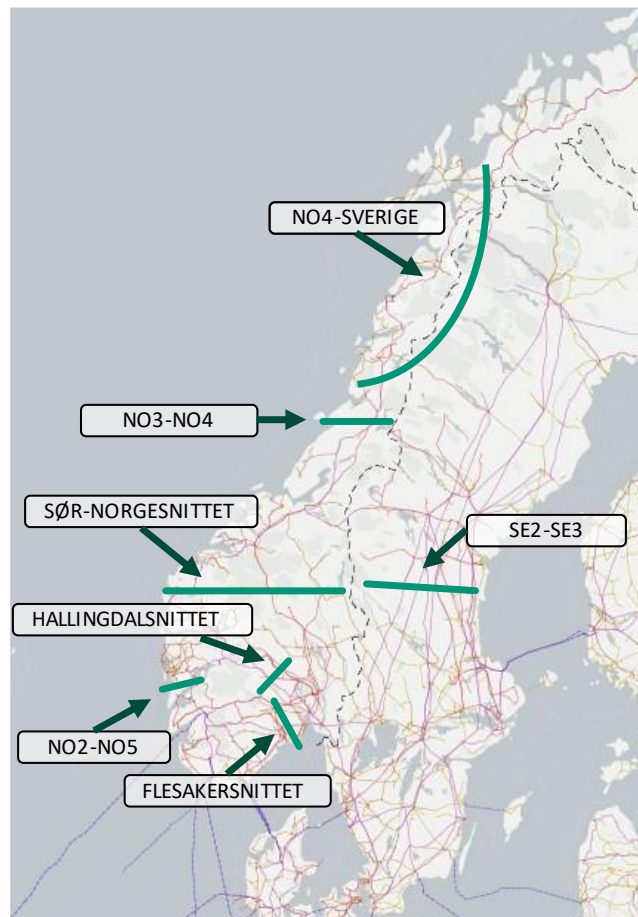 NO4-SVERIGE
NO3-NO4
SØR-NORGESNITTET
SE2-SE3
HALLINGDALSNITTET
NO2-NO5
FLESAKERSNITTET